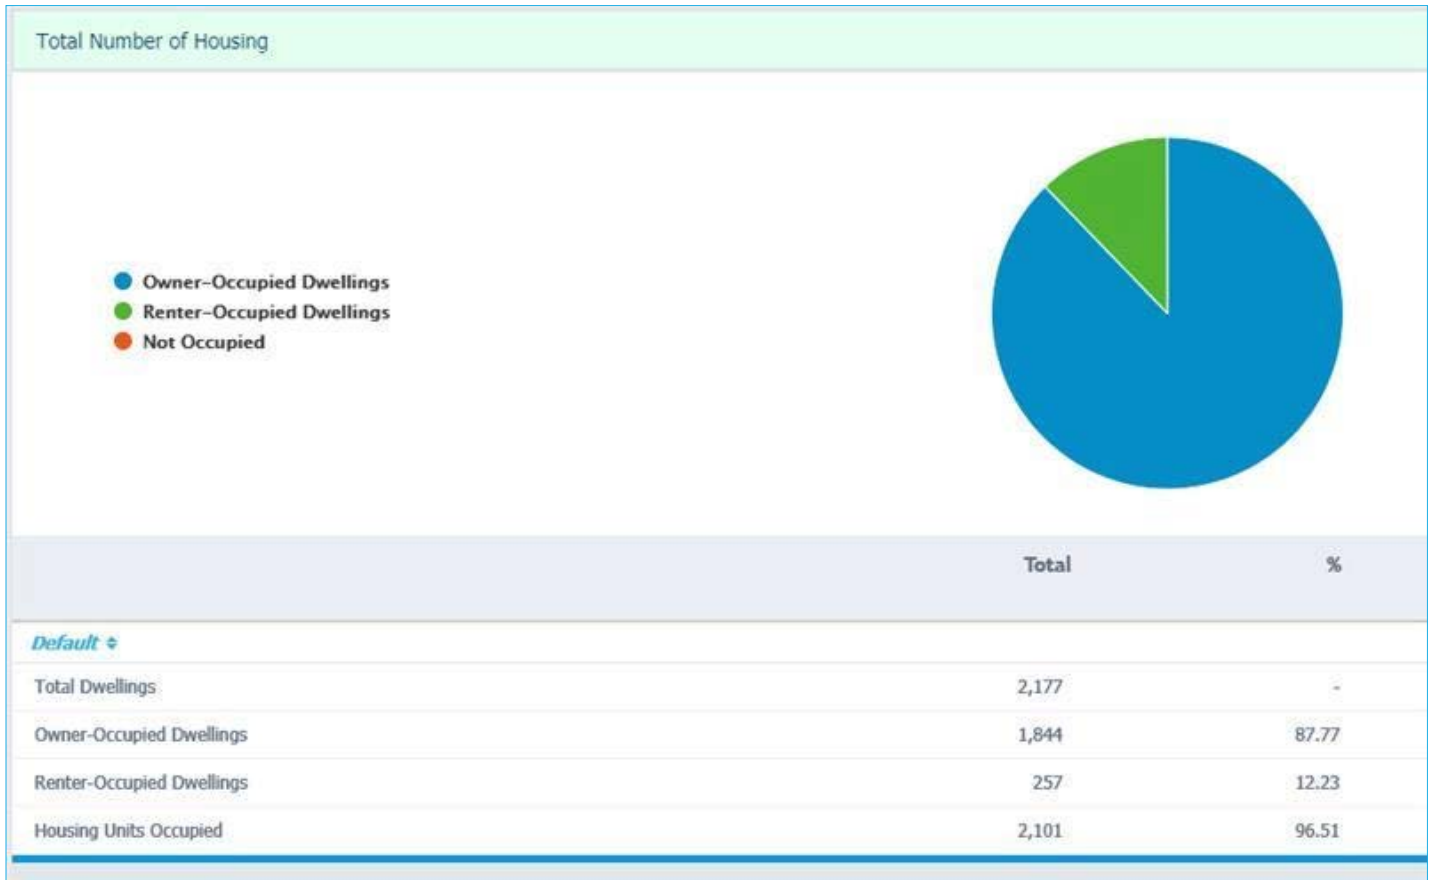 Total Number of Housing
Owner-Occupied Dwellings
Renter-Occupied Dwellings
Not Occupied
Total %
Default
Total Dwellings 2,177 -
Owner-Occupied Dwellings 1,844 87.77
Renter-Occupied Dwellings 257 12.23
Housing Units Occupied 2,101 96.51